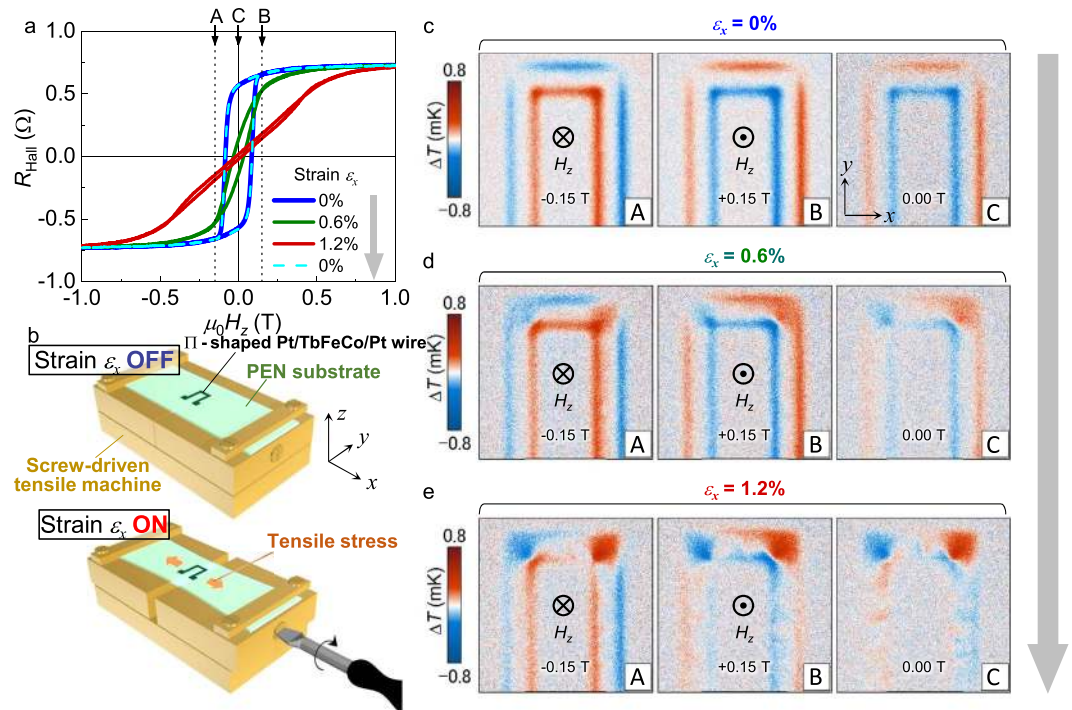 a
A C B
1.0
0.5
0.0
-0.5
-1.0
R_Hall (Ω)
-1.0 -0.5 0.0 0.5 1.0
μ₀H_z (T)
Strain ε_x
0%
0.6%
1.2%
0%
b
Strain ε_x OFF
Π - shaped Pt/TbFeCo/Pt wire
PEN substrate
Screw-driven
tensile machine
z
y
x
Strain ε_x ON
Tensile stress
c
ε_x = 0%
0.8
ΔT (mK)
−0.8
H_z
-0.15 T
A
H_z
+0.15 T
B
y
x
0.00 T
C
d
ε_x = 0.6%
0.8
ΔT (mK)
−0.8
H_z
-0.15 T
A
H_z
+0.15 T
B
0.00 T
C
e
ε_x = 1.2%
0.8
ΔT (mK)
−0.8
H_z
-0.15 T
A
H_z
+0.15 T
B
0.00 T
C